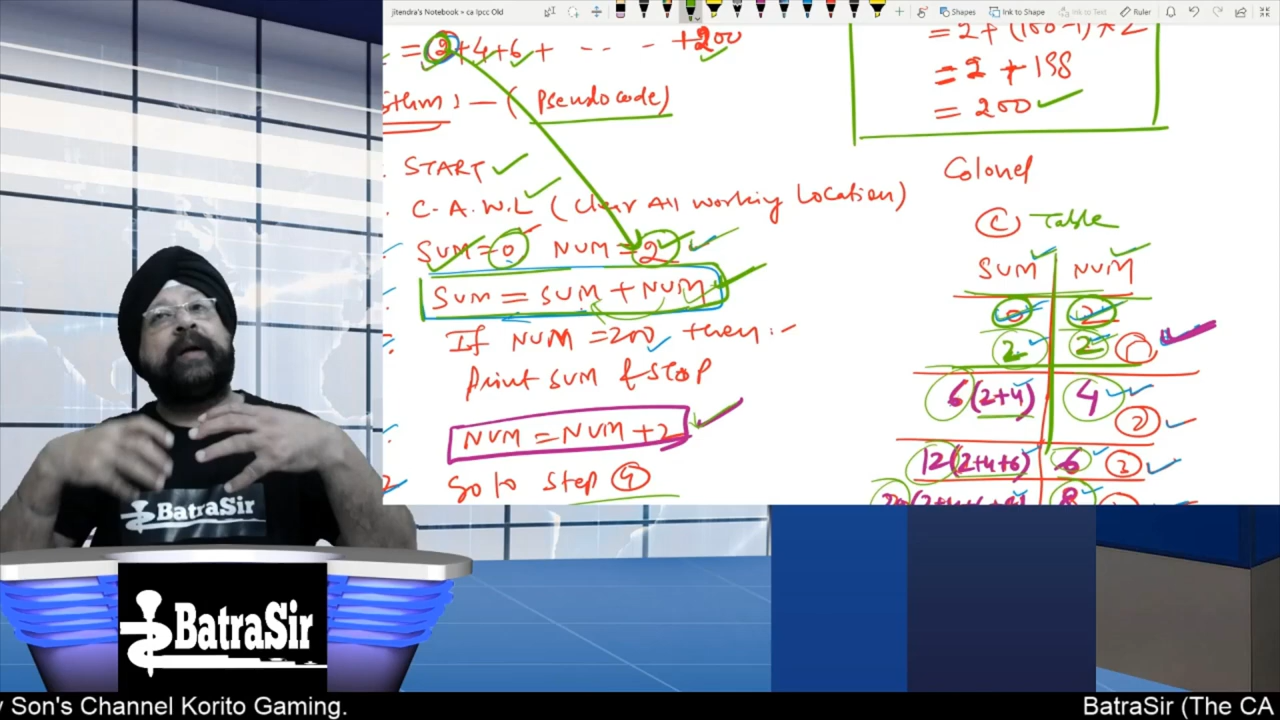 jitendra's Notebook » ca Ipcc Old
Shapes Ink to Shape Ink to Text Ruler
= 2+4+6+ ... . +200
= 2+(100-1)*2
= 2 + 198
= 200
:- ( Pseudocode)
START
C.A.W.L (Clear All Working Location)
SUM=0 NUM=2
SUM = SUM + NUM
If NUM =200 then:-
Print SUM & Stop
NUM = NUM +2
Go to Step 4
Colonel
C Table
SUM NUM
0 2
2 2 1
6(2+4) 4 2
12(2+4+6) 6 3
8
BatraSir
BatraSir
Son's Channel Korito Gaming. BatraSir (The CA